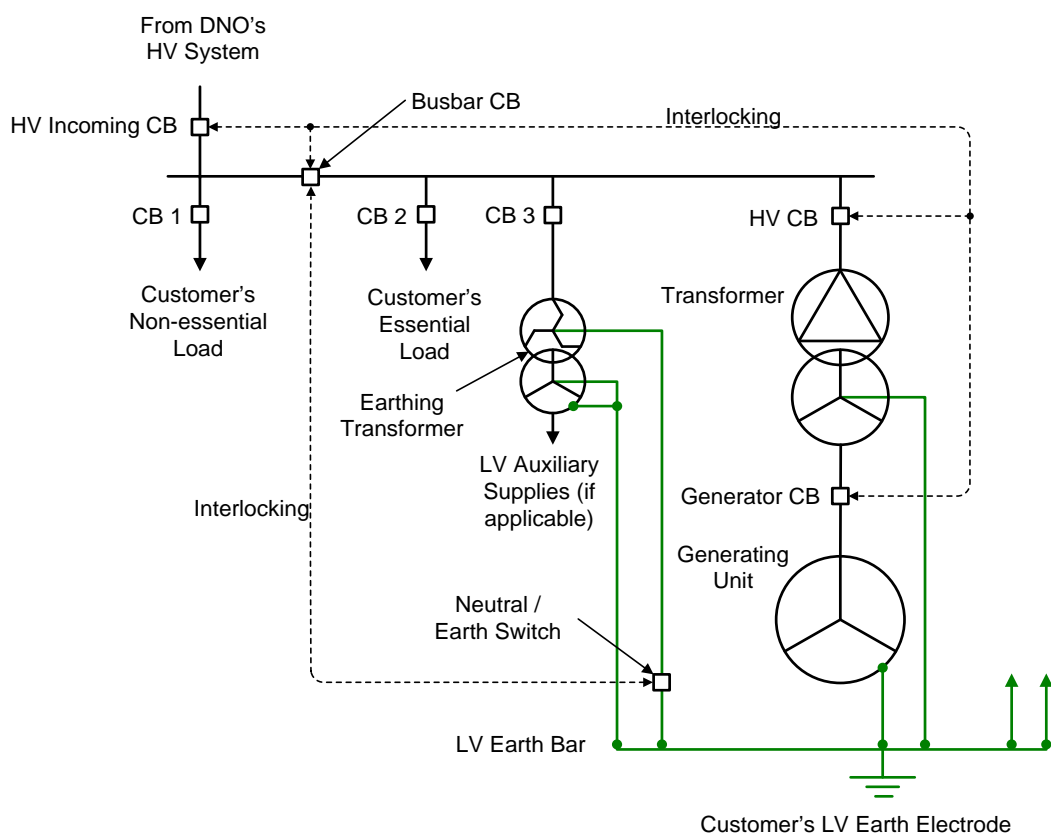 From DNO's
HV System
Busbar CB
HV Incoming CB
Interlocking
CB 1
CB 2
CB 3
HV CB
Customer's
Non-essential
Load
Customer's
Essential
Load
Transformer
Earthing
Transformer
LV Auxiliary
Supplies (if
applicable)
Interlocking
Generator CB
Generating
Unit
Neutral /
Earth Switch
LV Earth Bar
Customer's LV Earth Electrode